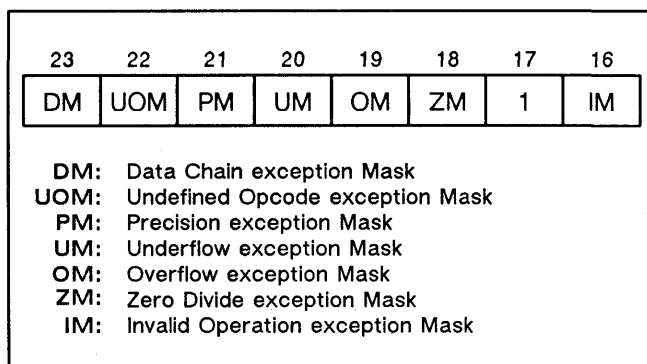 23 22 21 20 19 18 17 16
DM UOM PM UM OM ZM 1 IM
DM: Data Chain exception Mask
UOM: Undefined Opcode exception Mask
PM: Precision exception Mask
UM: Underflow exception Mask
OM: Overflow exception Mask
ZM: Zero Divide exception Mask
IM: Invalid Operation exception Mask